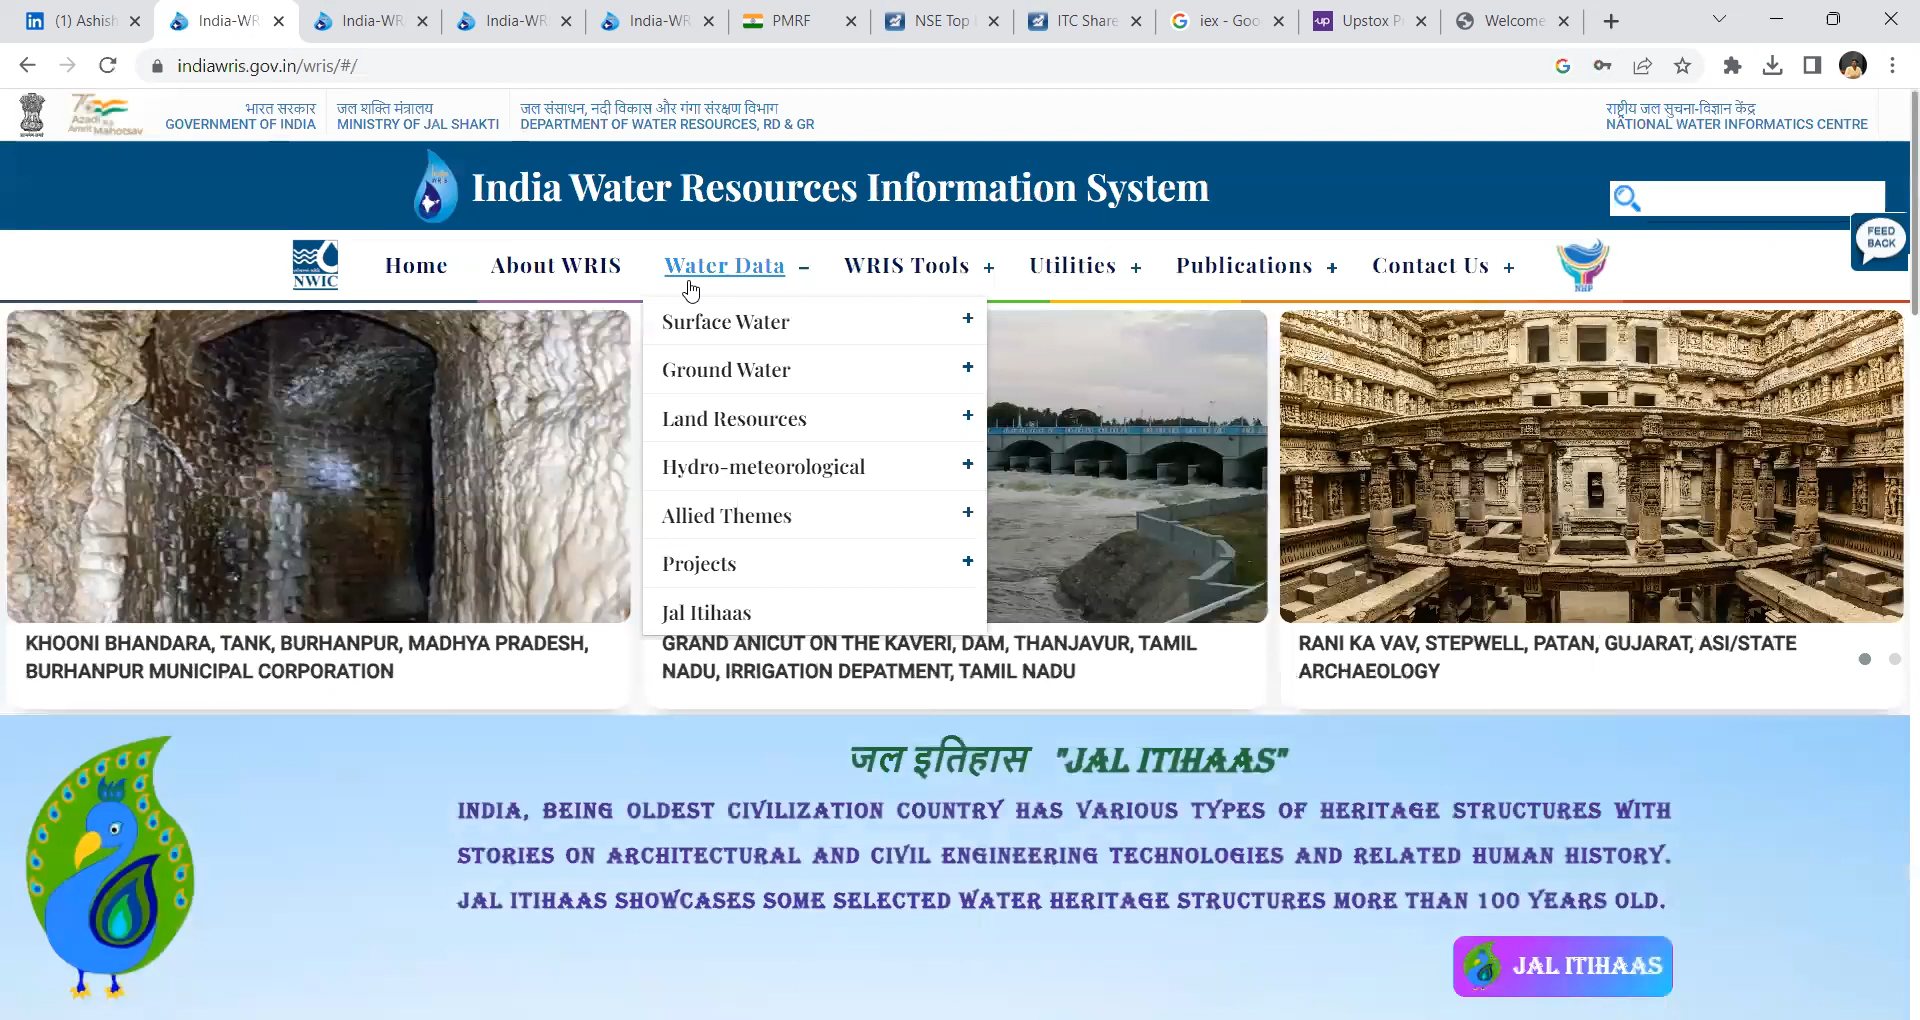 (1) Ashish
India-WR
India-WR
India-WR
India-WR
PMRF
NSE Top
ITC Share
iex - Goo
Upstox P
Welcome
indiawris.gov.in/wris/#/
भारत सरकार
GOVERNMENT OF INDIA
जल शक्ति मंत्रालय
MINISTRY OF JAL SHAKTI
जल संसाधन, नदी विकास और गंगा संरक्षण विभाग
DEPARTMENT OF WATER RESOURCES, RD & GR
राष्ट्रीय जल सूचना-विज्ञान केंद्र
NATIONAL WATER INFORMATICS CENTRE
Azadi
Amrit Mahotsav
India Water Resources Information System
FEED
BACK
NWIC
Home
About WRIS
Water Data –
WRIS Tools +
Utilities +
Publications +
Contact Us +
NHP
Surface Water +
Ground Water +
Land Resources +
Hydro-meteorological +
Allied Themes +
Projects +
Jal Itihaas
KHOONI BHANDARA, TANK, BURHANPUR, MADHYA PRADESH,
BURHANPUR MUNICIPAL CORPORATION
GRAND ANICUT ON THE KAVERI, DAM, THANJAVUR, TAMIL
NADU, IRRIGATION DEPATMENT, TAMIL NADU
RANI KA VAV, STEPWELL, PATAN, GUJARAT, ASI/STATE
ARCHAEOLOGY
जल इतिहास "JAL ITIHAAS"
INDIA, BEING OLDEST CIVILIZATION COUNTRY HAS VARIOUS TYPES OF HERITAGE STRUCTURES WITH
STORIES ON ARCHITECTURAL AND CIVIL ENGINEERING TECHNOLOGIES AND RELATED HUMAN HISTORY.
JAL ITIHAAS SHOWCASES SOME SELECTED WATER HERITAGE STRUCTURES MORE THAN 100 YEARS OLD.
JAL ITIHAAS